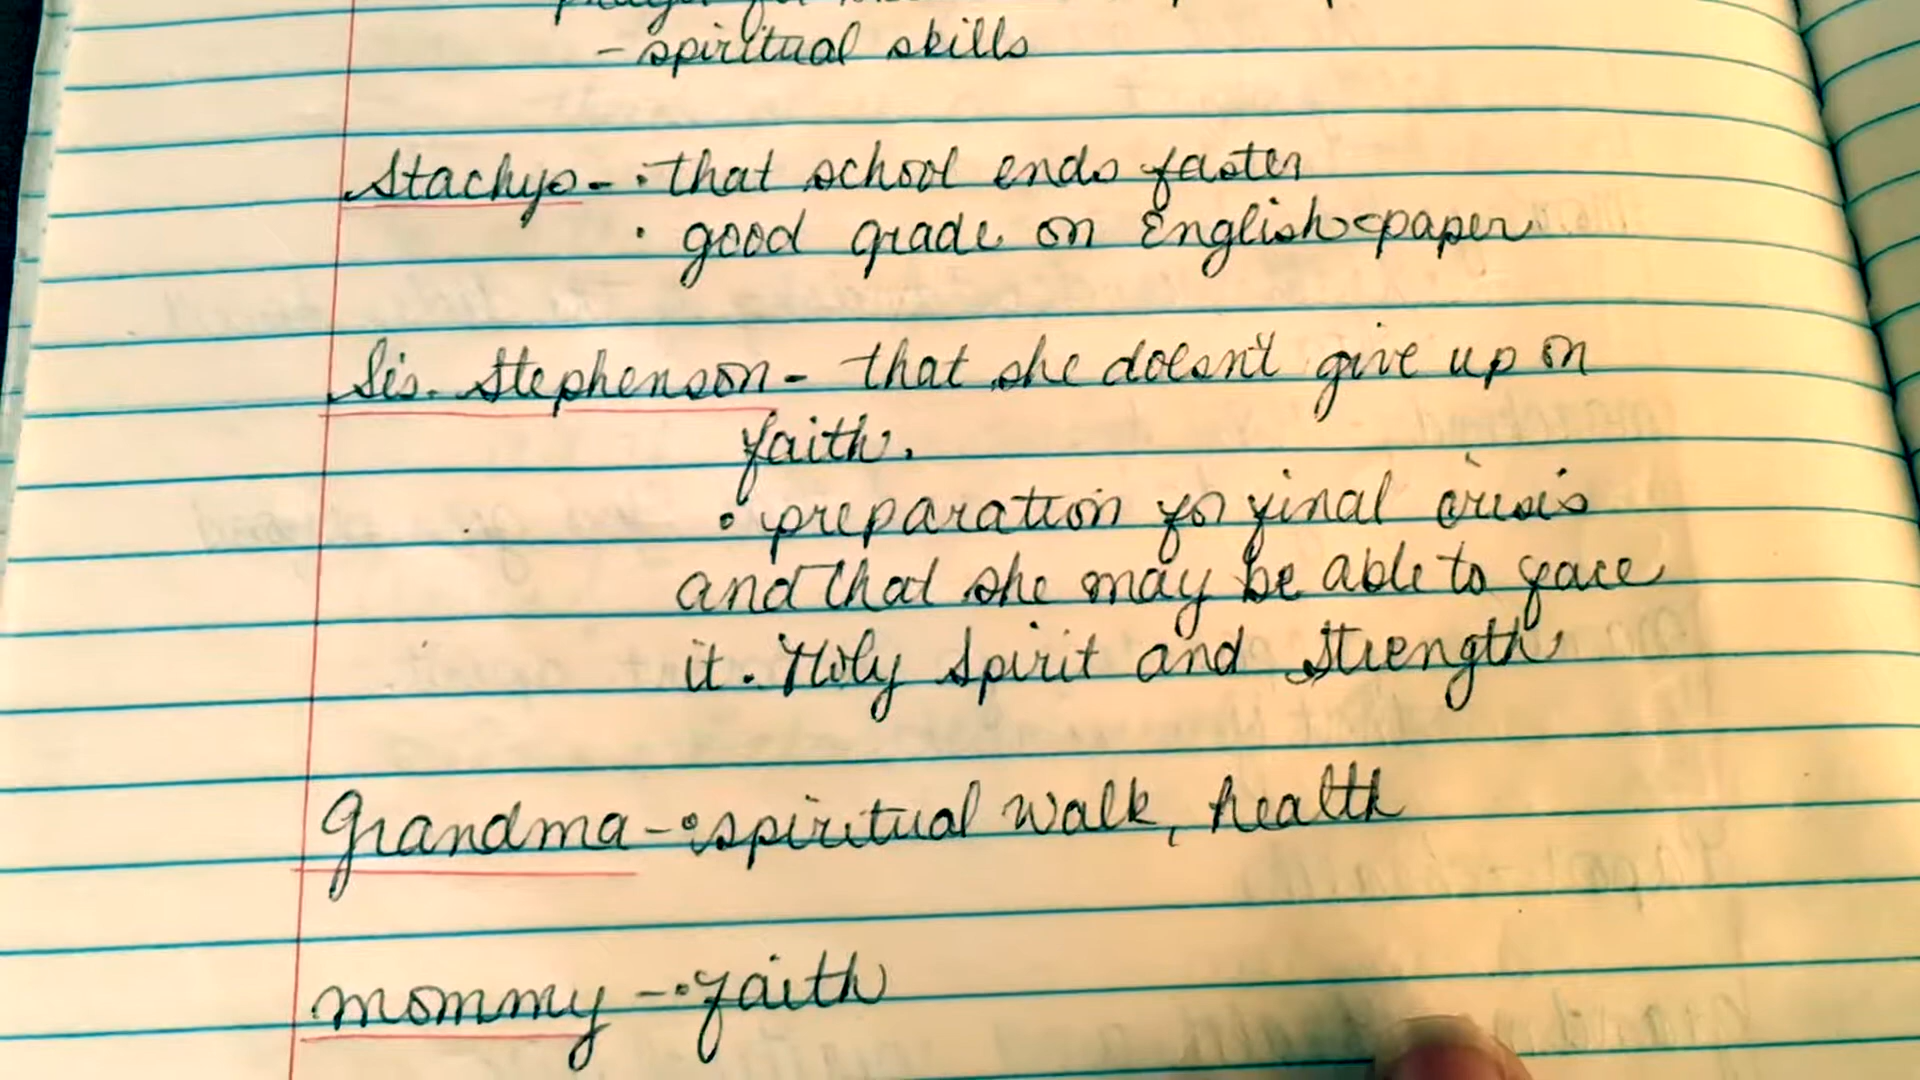 prayer for
- spiritual skills
Stachys - • that school ends faster
• good grade on English paper
Sis. Stephenson - that she doesn't give up on
faith.
• preparation for final crisis
and that she may be able to face
it. Holy Spirit and strength
Grandma - • spiritual walk, health
mommy - • faith